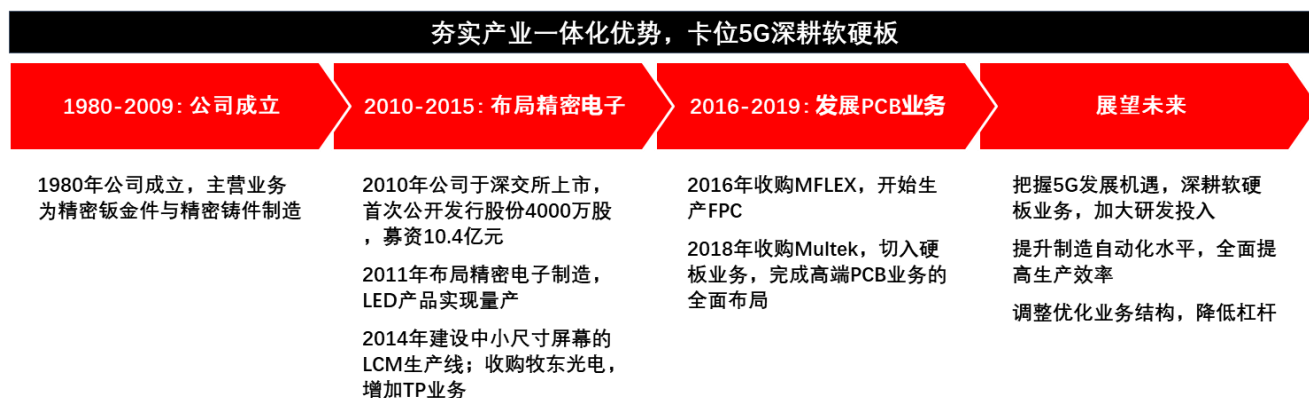 夯实产业一体化优势，卡位5G深耕软硬板
1980-2009：公司成立
2010-2015：布局精密电子
2016-2019：发展PCB业务
展望未来
1980年公司成立，主营业务
为精密钣金件与精密铸件制造
2010年公司于深交所上市，
首次公开发行股份4000万股
，募资10.4亿元
2011年布局精密电子制造，
LED产品实现量产
2014年建设中小尺寸屏幕的
LCM生产线；收购牧东光电，
增加TP业务
2016年收购MFLEX，开始生
产FPC
2018年收购Multek，切入硬
板业务，完成高端PCB业务的
全面布局
把握5G发展机遇，深耕软硬
板业务，加大研发投入
提升制造自动化水平，全面提
高生产效率
调整优化业务结构，降低杠杆